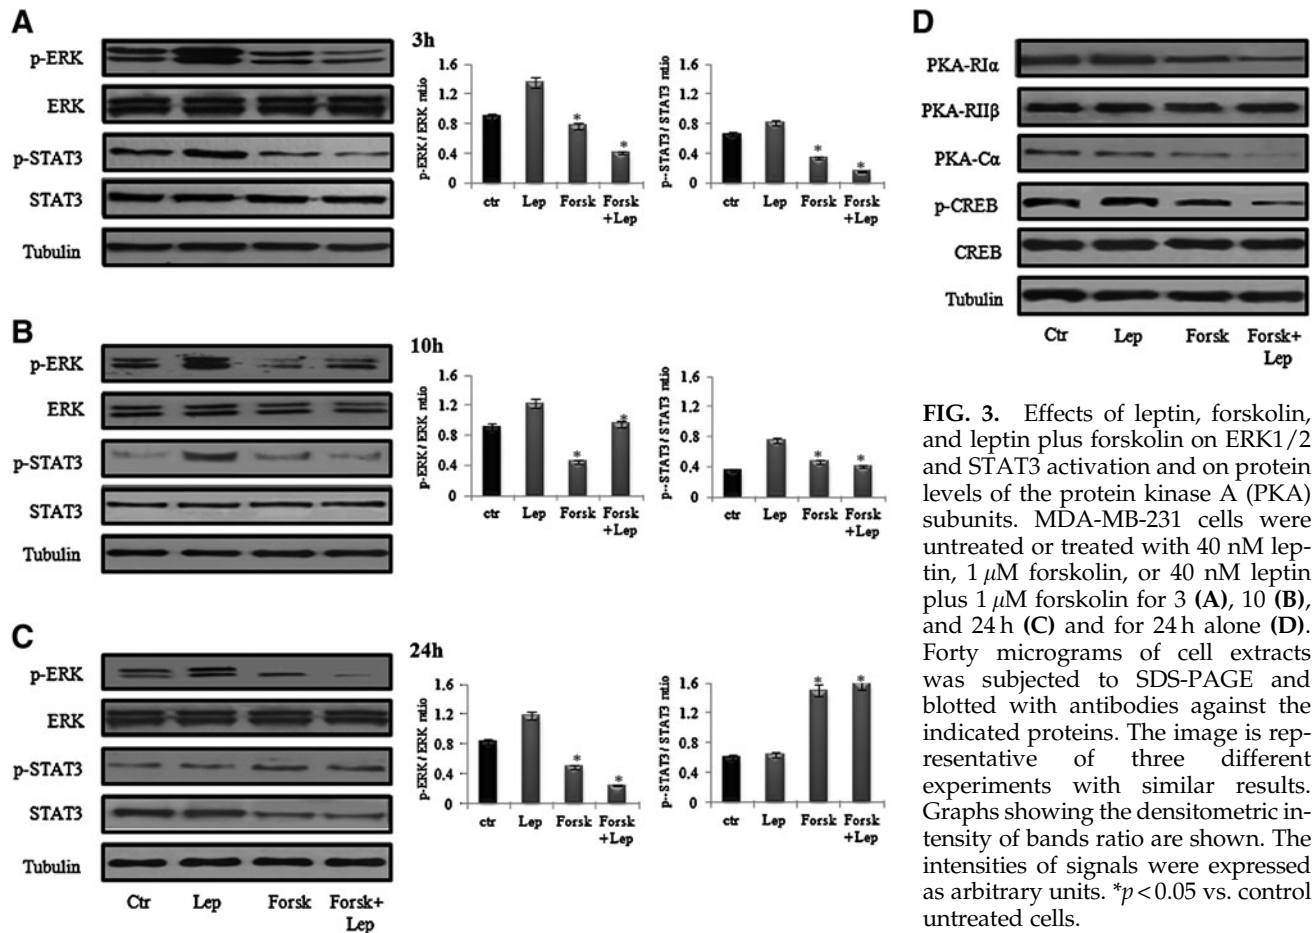 A
p-ERK
ERK
p-STAT3
STAT3
Tubulin
3h
p-ERK/ ERK ratio
1.6
1.2
0.8
0.4
0
*
*
ctr Lep Forsk Forsk
+Lep
p--STAT3 / STAT3 ratio
1.6
1.2
0.8
0.4
0
*
*
ctr Lep Forsk Forsk
+Lep
B
p-ERK
ERK
p-STAT3
STAT3
Tubulin
10h
p-ERK/ ERK ratio
1.6
1.2
0.8
0.4
0
*
*
ctr Lep Forsk Forsk
+Lep
p--STAT3 / STAT3 ratio
1.6
1.2
0.8
0.4
0
*
*
ctr Lep Forsk Forsk
+Lep
C
p-ERK
ERK
p-STAT3
STAT3
Tubulin
Ctr Lep Forsk Forsk+
Lep
24h
p-ERK/ ERK ratio
1.6
1.2
0.8
0.4
0
*
*
ctr Lep Forsk Forsk
+Lep
p--STAT3 / STAT3 ratio
1.6
1.2
0.8
0.4
0
*
*
ctr Lep Forsk Forsk
+Lep
D
PKA-RIα
PKA-RIIβ
PKA-Cα
p-CREB
CREB
Tubulin
Ctr Lep Forsk Forsk+
Lep
FIG. 3. Effects of leptin, forskolin,
and leptin plus forskolin on ERK1/2
and STAT3 activation and on protein
levels of the protein kinase A (PKA)
subunits. MDA-MB-231 cells were
untreated or treated with 40 nM lep-
tin, 1 μM forskolin, or 40 nM leptin
plus 1 μM forskolin for 3 (A), 10 (B),
and 24 h (C) and for 24 h alone (D).
Forty micrograms of cell extracts
was subjected to SDS-PAGE and
blotted with antibodies against the
indicated proteins. The image is rep-
resentative of three different
experiments with similar results.
Graphs showing the densitometric in-
tensity of bands ratio are shown. The
intensities of signals were expressed
as arbitrary units. *p < 0.05 vs. control
untreated cells.